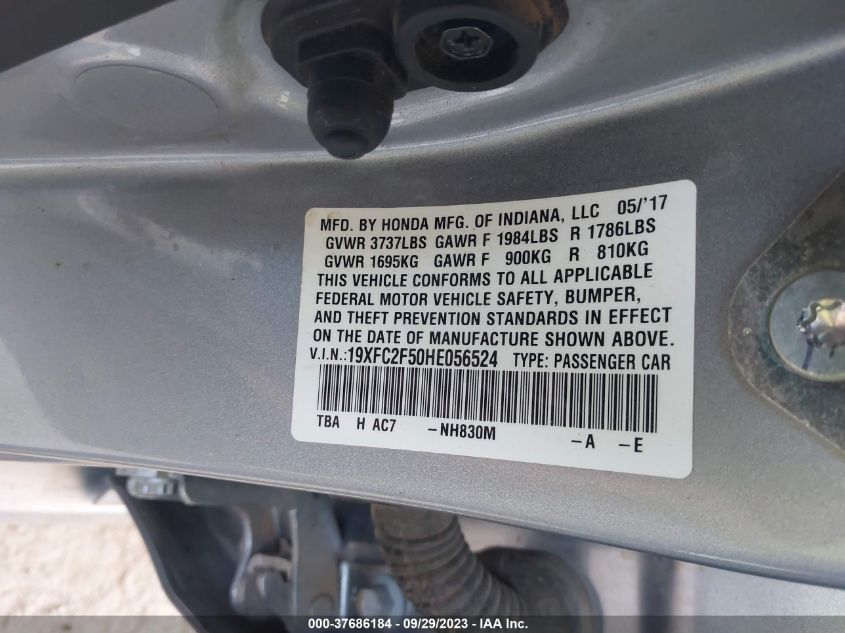 MFD. BY HONDA MFG. OF INDIANA, LLC 05/'17
GVWR 3737LBS GAWR F 1984LBS R 1786LBS
GVWR 1695KG GAWR F 900KG R 810KG
THIS VEHICLE CONFORMS TO ALL APPLICABLE
FEDERAL MOTOR VEHICLE SAFETY, BUMPER,
AND THEFT PREVENTION STANDARDS IN EFFECT
ON THE DATE OF MANUFACTURE SHOWN ABOVE.
V.I.N.:19XFC2F50HE056524 TYPE: PASSENGER CAR
TBA H AC7 -NH830M -A -E
000-37686184 - 09/29/2023 - IAA Inc.